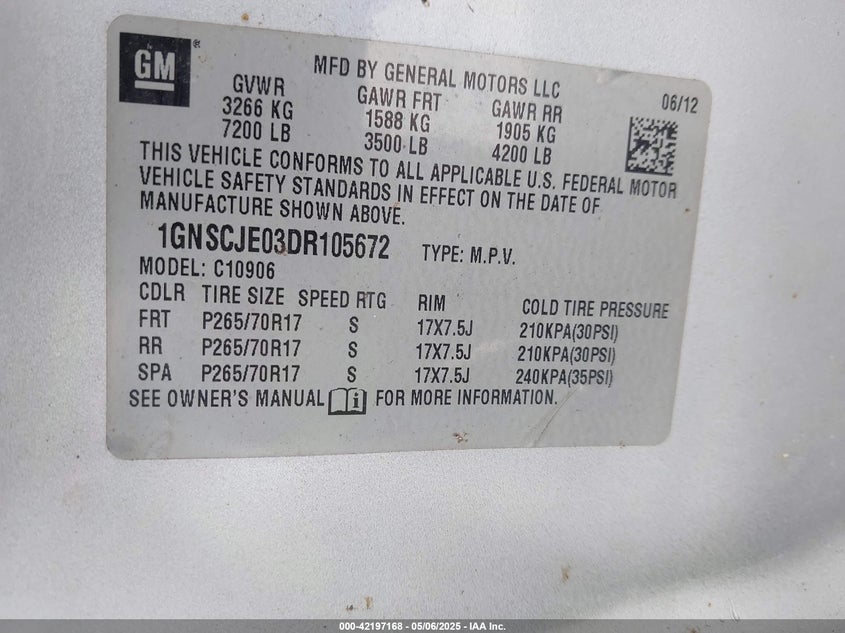 GM ®
MFD BY GENERAL MOTORS LLC
06/12
GVWR GAWR FRT GAWR RR
3266 KG 1588 KG 1905 KG
7200 LB 3500 LB 4200 LB
THIS VEHICLE CONFORMS TO ALL APPLICABLE U.S. FEDERAL MOTOR
VEHICLE SAFETY STANDARDS IN EFFECT ON THE DATE OF
MANUFACTURE SHOWN ABOVE.
1GNSCJE03DR105672 TYPE: M.P.V.
MODEL: C10906
CDLR TIRE SIZE SPEED RTG RIM COLD TIRE PRESSURE
FRT P265/70R17 S 17X7.5J 210KPA(30PSI)
RR P265/70R17 S 17X7.5J 210KPA(30PSI)
SPA P265/70R17 S 17X7.5J 240KPA(35PSI)
SEE OWNER'S MANUAL i FOR MORE INFORMATION.
000-42197168 - 05/06/2025 - IAA Inc.